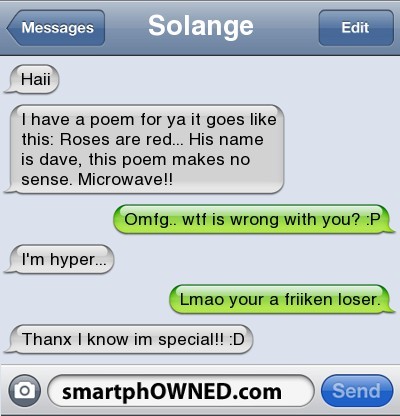 Messages
Solange
Edit
Haii
I have a poem for ya it goes like
this: Roses are red... His name
is dave, this poem makes no
sense. Microwave!!
Omfg.. wtf is wrong with you? :P
I'm hyper...
Lmao your a friiken loser.
Thanx I know im special!! :D
smartphOWNED.com
Send